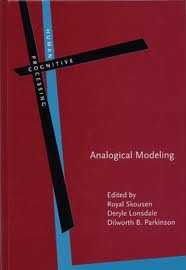 HUMAN
COGNITIVE
PROCESSING
Analogical Modeling
Edited by
Royal Skousen
Deryle Lonsdale
Dilworth B. Parkinson